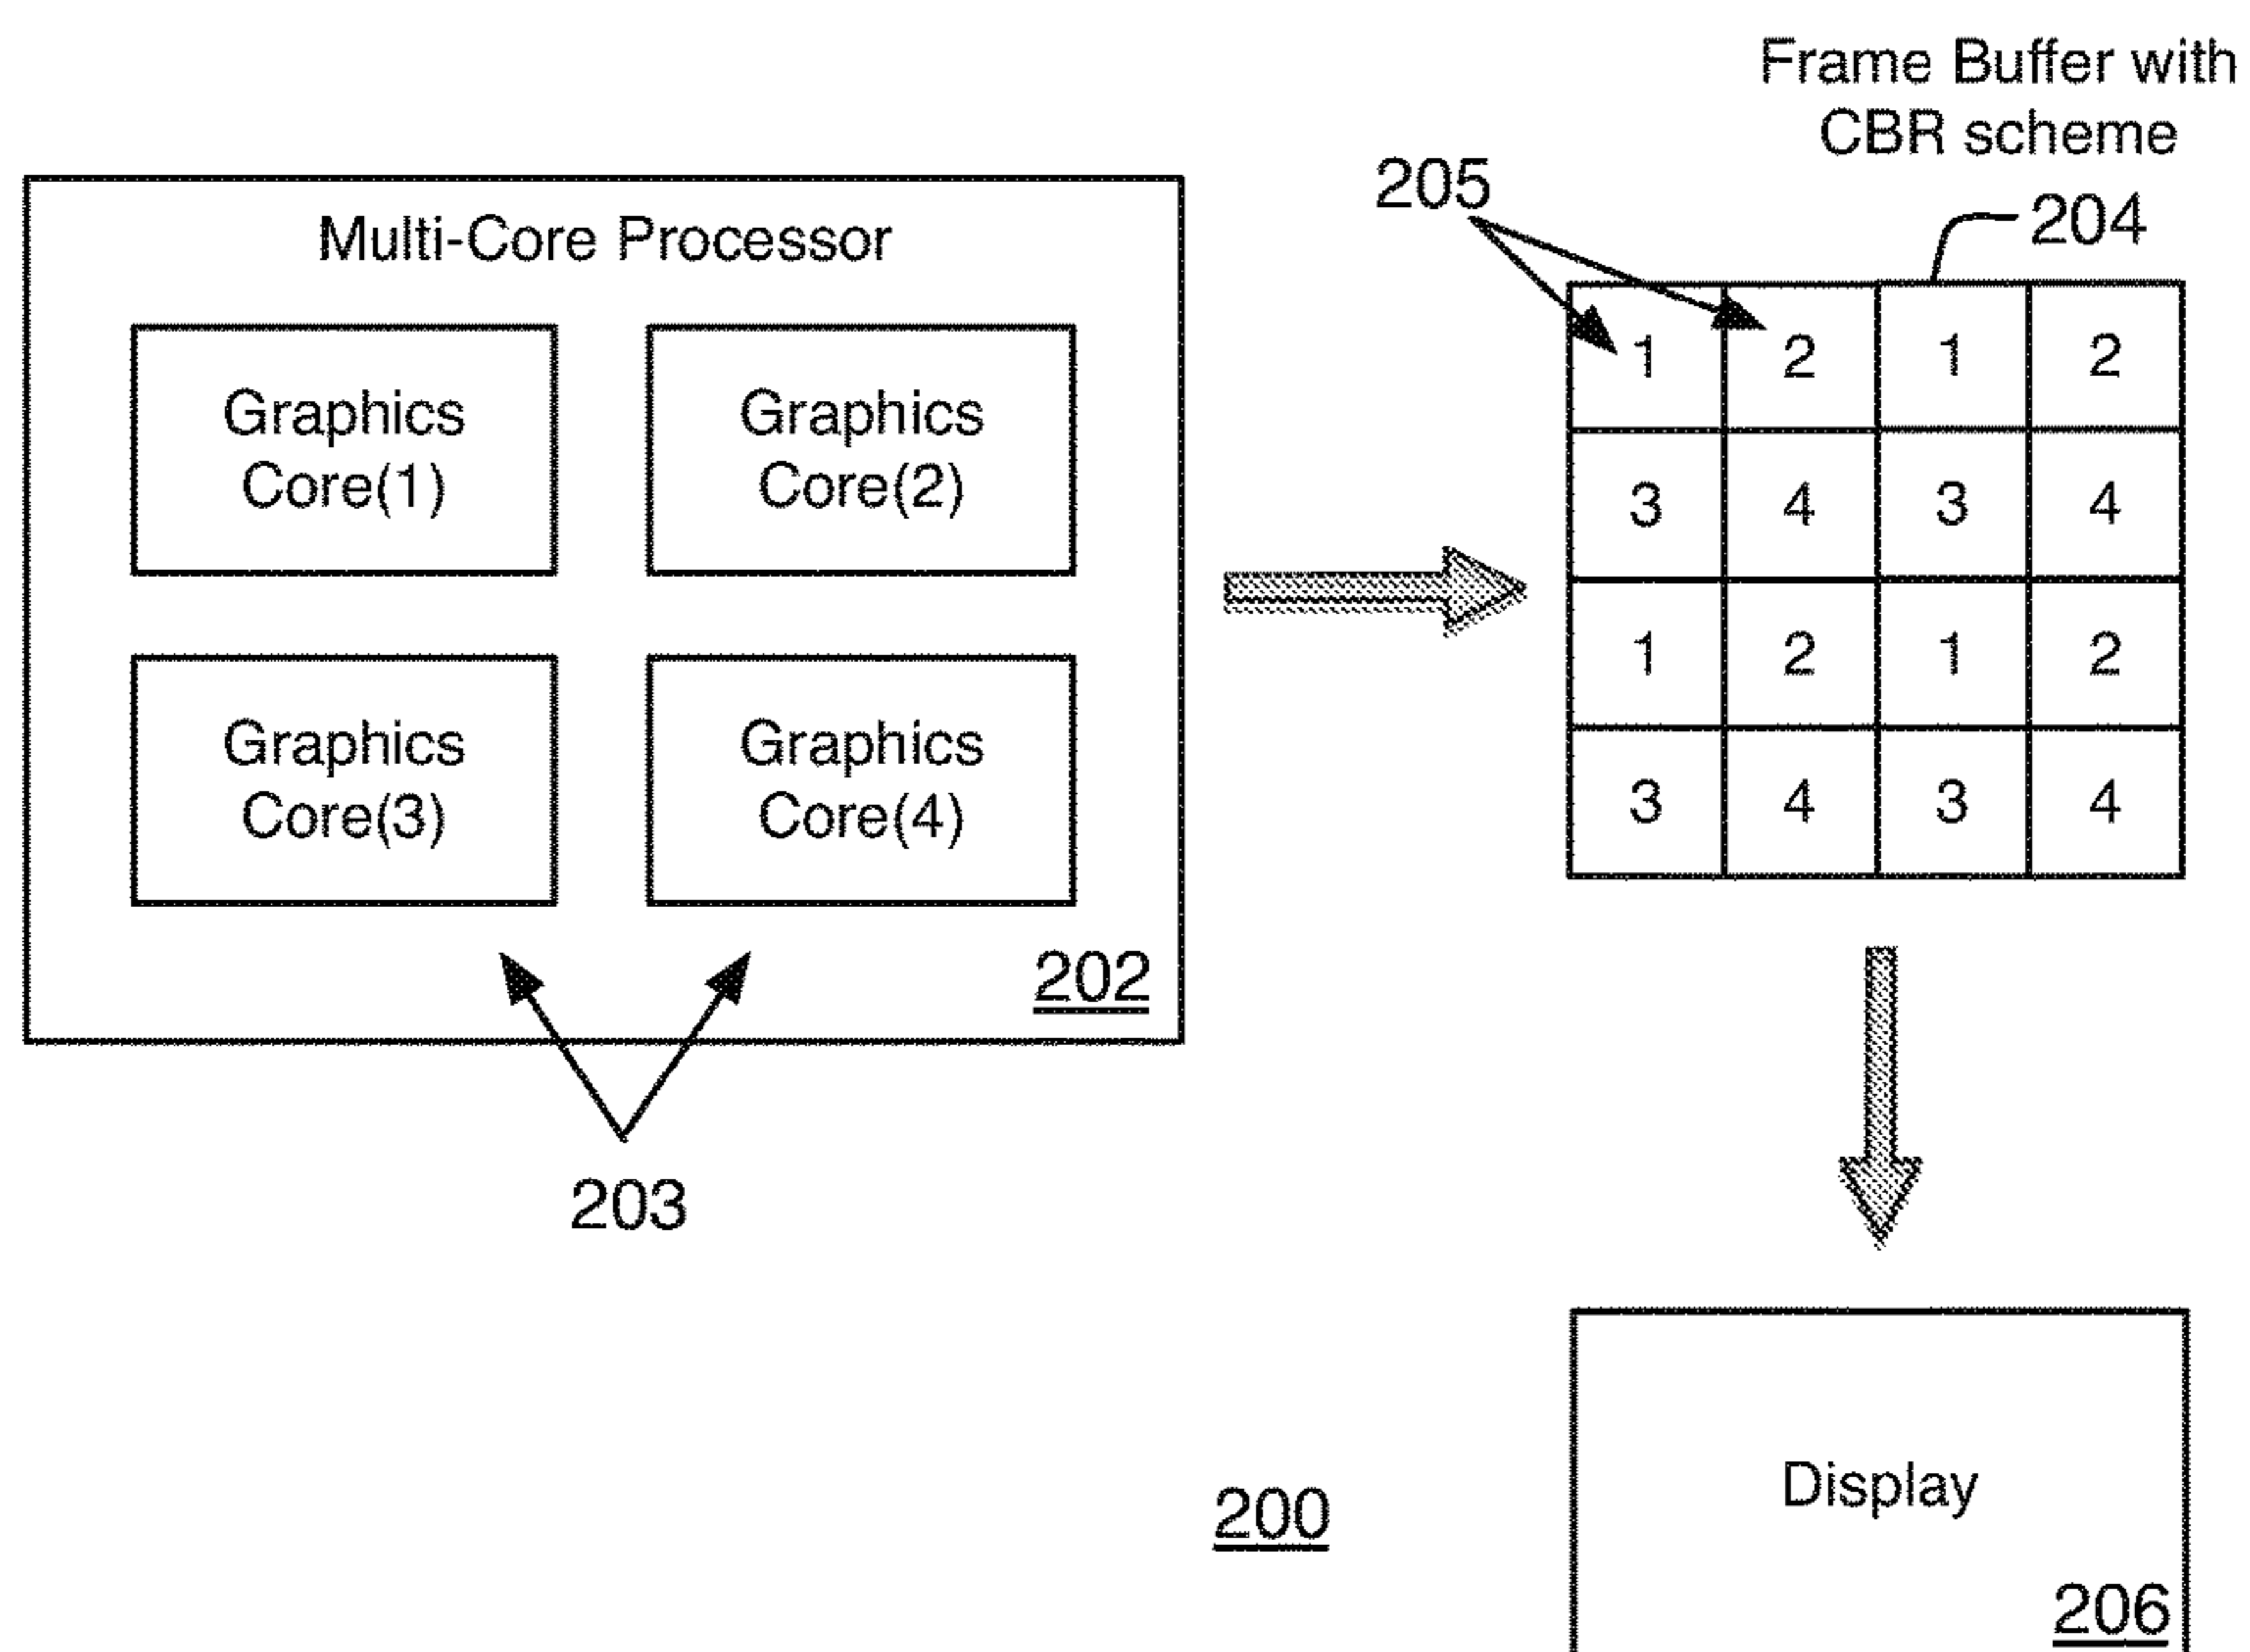 Frame Buffer with
CBR scheme
205
204
Multi-Core Processor
Graphics
Core(1)
Graphics
Core(2)
Graphics
Core(3)
Graphics
Core(4)
202
203
1 2 1 2
3 4 3 4
1 2 1 2
3 4 3 4
200
Display
206